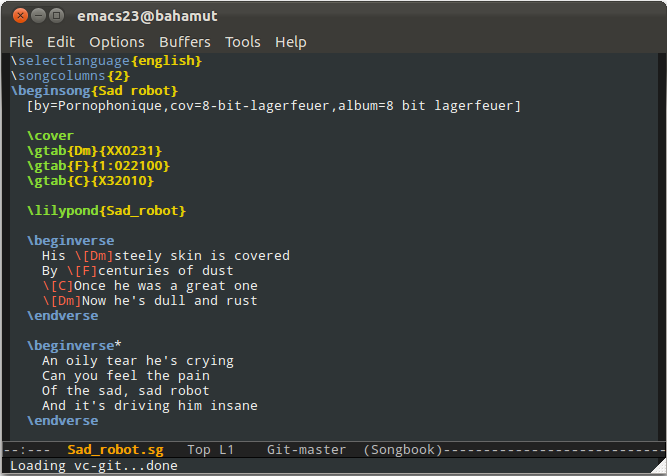 emacs23@bahamut
File Edit Options Buffers Tools Help
\selectlanguage{english}
\songcolumns{2}
\beginsong{Sad robot}
  [by=Pornophonique,cov=8-bit-lagerfeuer,album=8 bit lagerfeuer]

  \cover
  \gtab{Dm}{XX0231}
  \gtab{F}{1:022100}
  \gtab{C}{X32010}

  \lilypond{Sad_robot}

  \beginverse
    His \[Dm]steely skin is covered
    By \[F]centuries of dust
    \[C]Once he was a great one
    \[Dm]Now he's dull and rust
  \endverse

  \beginverse*
    An oily tear he's crying
    Can you feel the pain
    Of the sad, sad robot
    And it's driving him insane
  \endverse

--:---  Sad_robot.sg   Top L1    Git-master  (Songbook)---------------------------
Loading vc-git...done